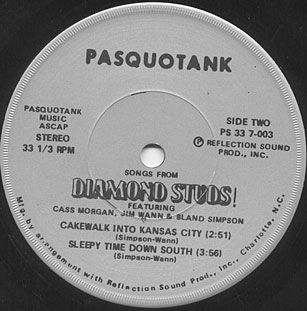 PASQUOTANK
PASQUOTANK
MUSIC
ASCAP
STEREO
33 1/3 RPM
SIDE TWO
PS 33 7-003
℗ REFLECTION SOUND
PROD., INC.
SONGS FROM
DIAMOND STUDS!
FEATURING
CASS MORGAN, JIM WANN & BLAND SIMPSON
CAKEWALK INTO KANSAS CITY (2:51)
(Simpson-Wann)
SLEEPY TIME DOWN SOUTH (3:56)
(Simpson-Wann)
Mfg. by arrangement with Reflection Sound Prod., Inc., Charlotte, N.C.